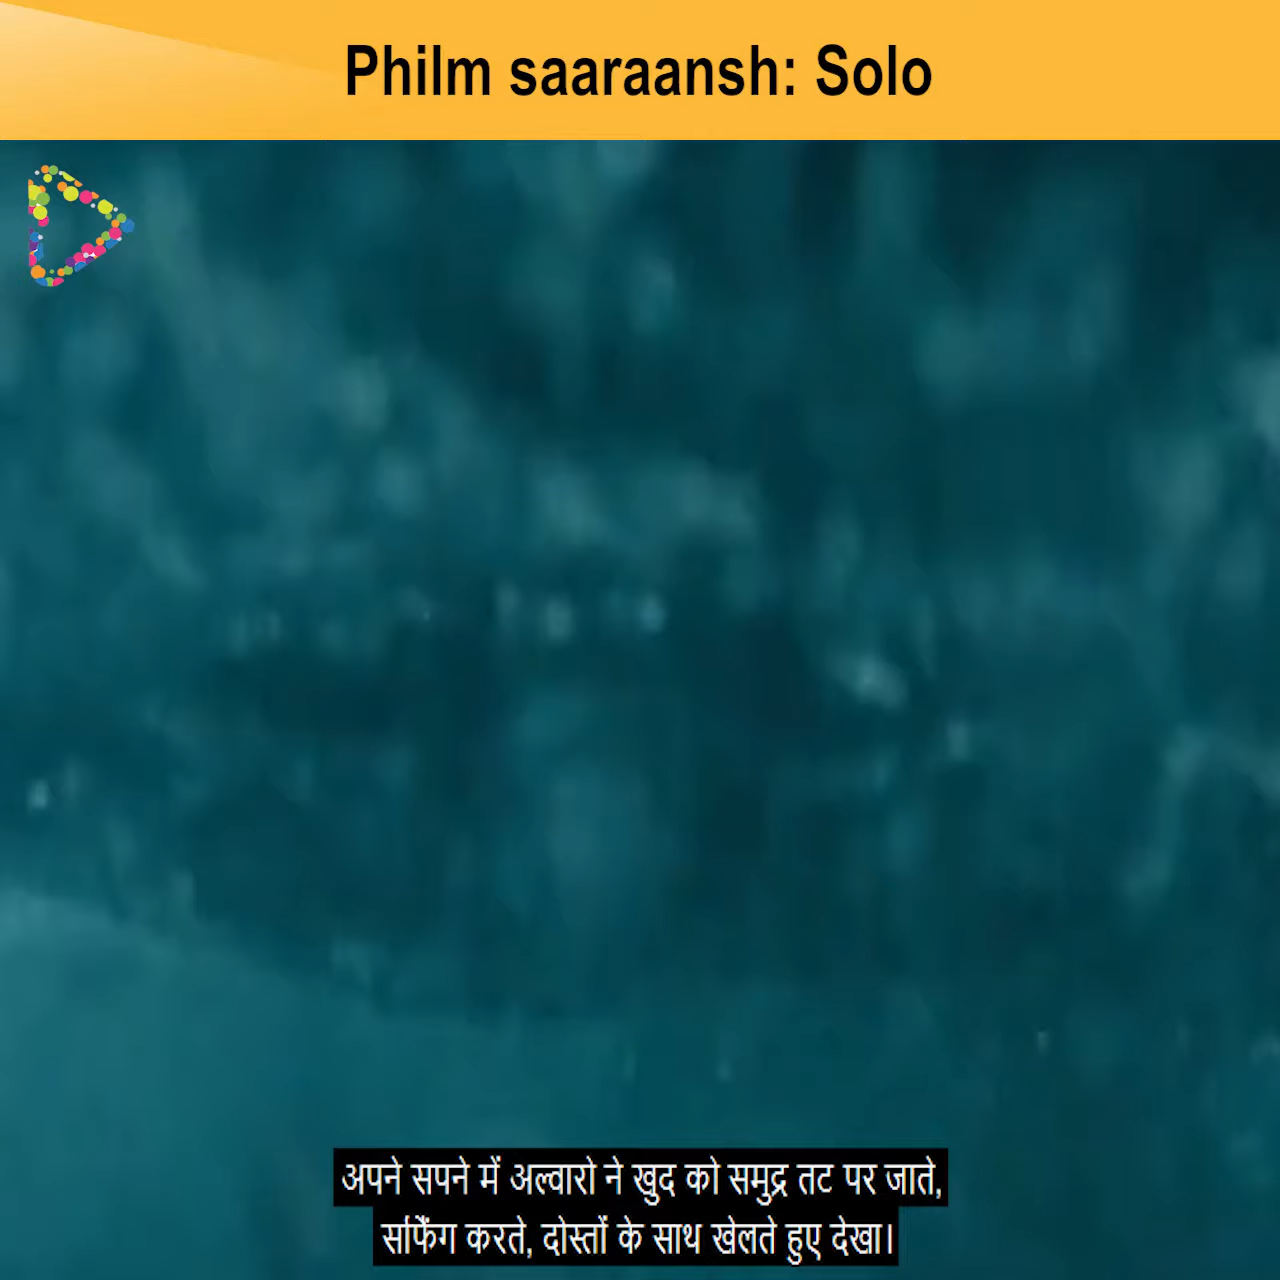 Philm saaraansh: Solo
अपने सपने में अल्वारो ने खुद को समुद्र तट पर जाते,
सर्फिंग करते, दोस्तों के साथ खेलते हुए देखा।